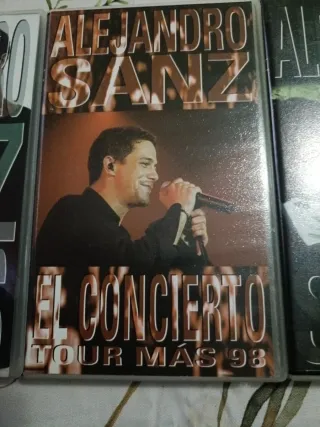 ALEJANDRO
SANZ
EL CONCIERTO
TOUR MÁS '98